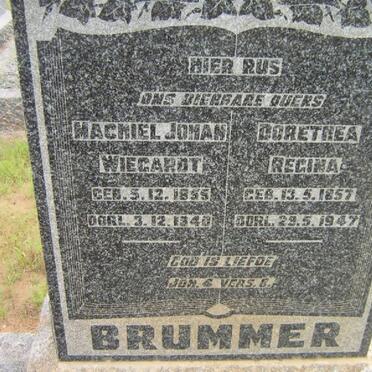 HIER RUS
ONS DIERBARE OUERS
MACHIEL JOHAN
WIEGARDT
GEB. 5.12.1855
OORL. 3.12.1948
DORETHEA
REGINA
GEB. 13.5.1857
OORL. 29.5.1947
GOD IS LIEFDE
JOH. 4 VERS. 8.
BRUMMER